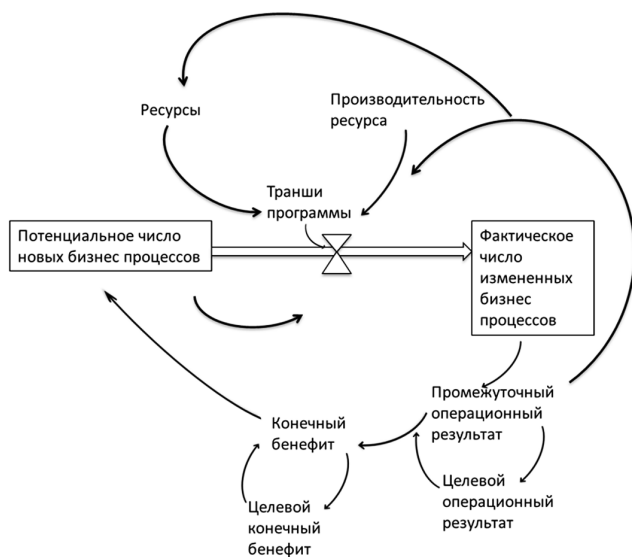 Ресурсы
Производительность
ресурса
Транши
программы
Потенциальное число
новых бизнес процессов
Фактическое
число
измененных
бизнес
процессов
Промежуточный
операционный
результат
Конечный
бенефит
Целевой
операционный
результат
Целевой
конечный
бенефит